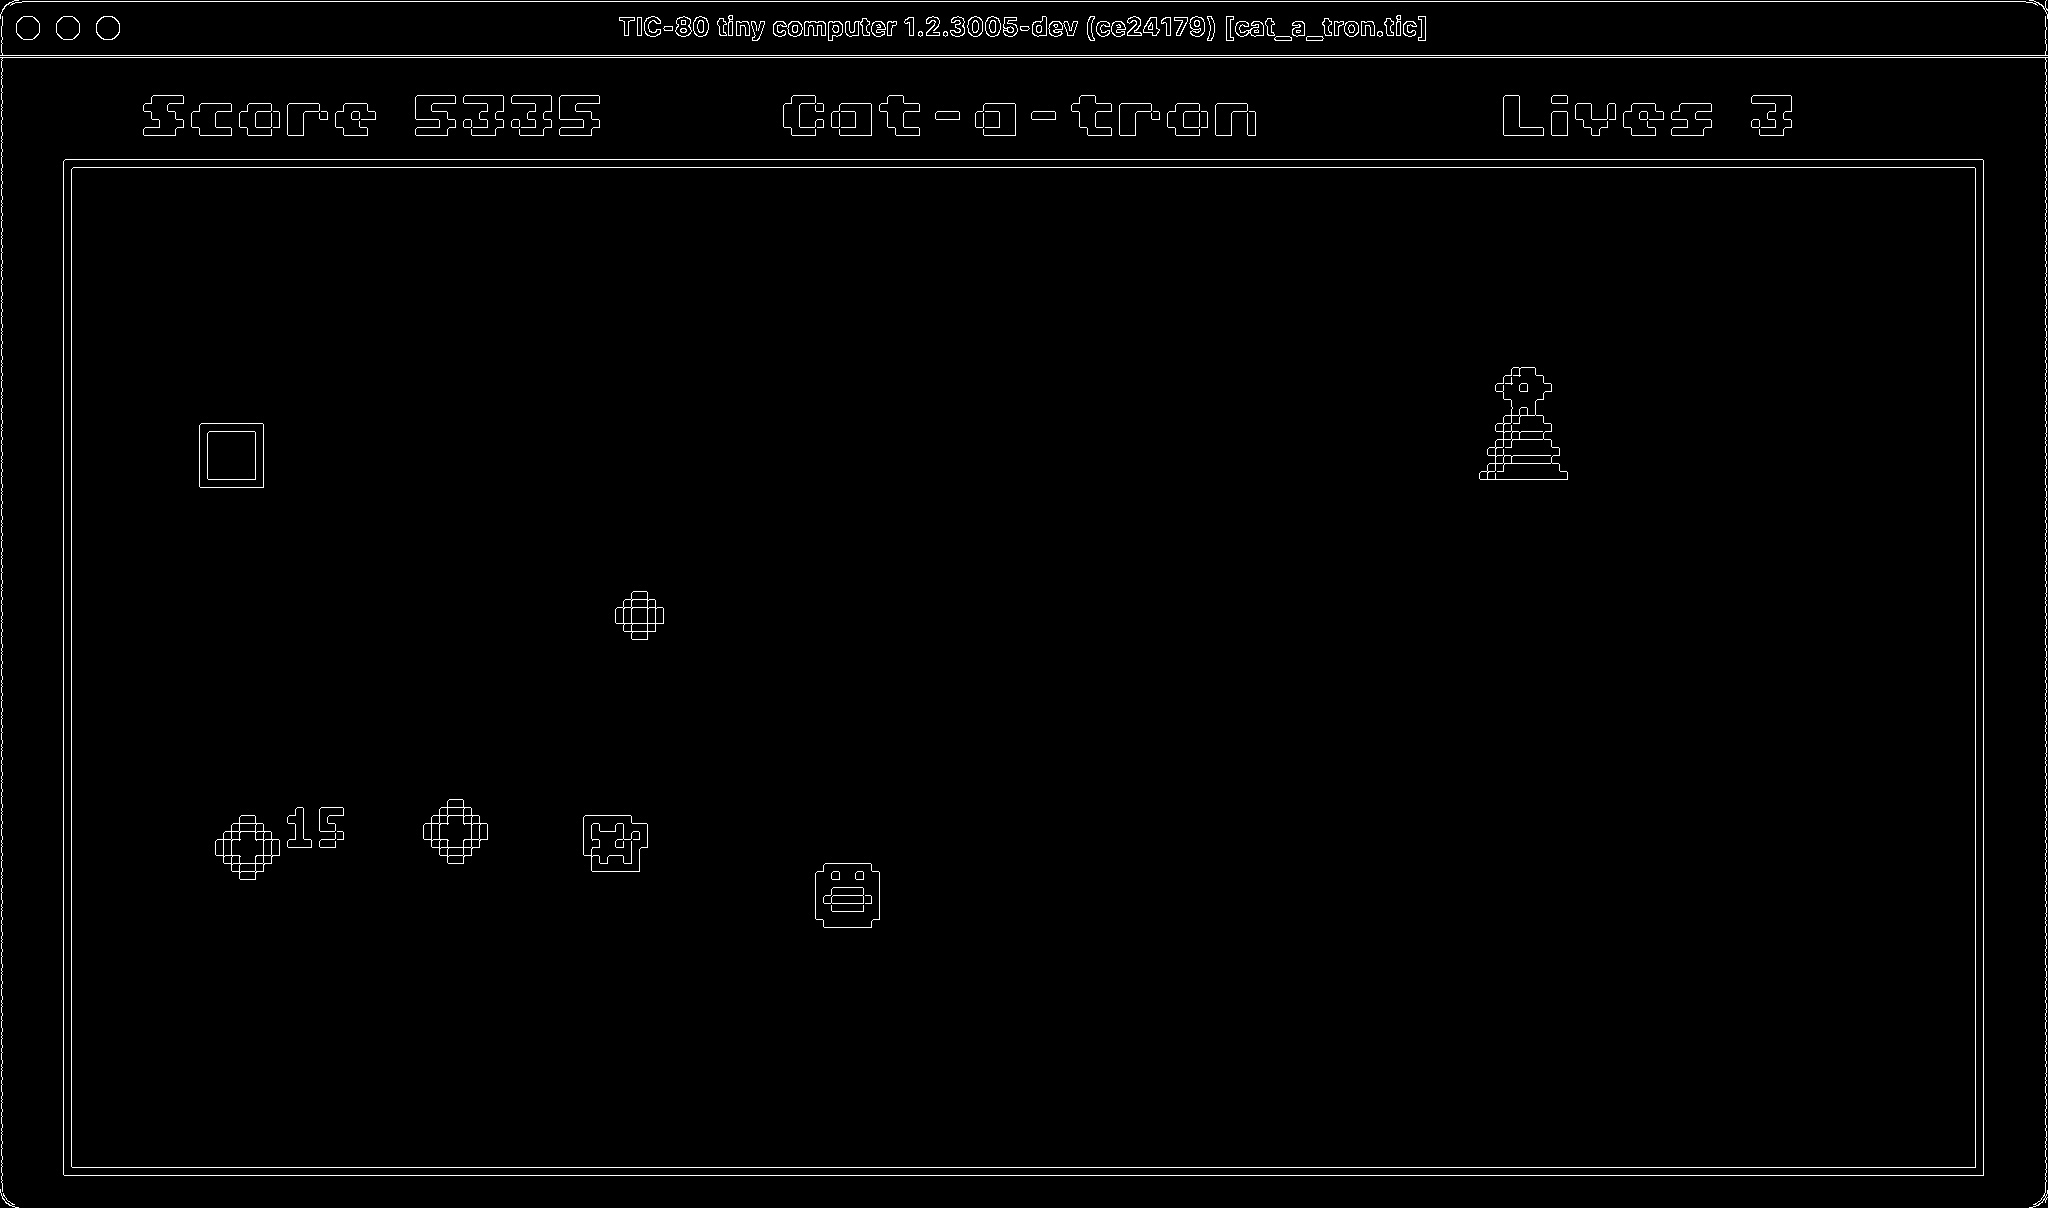 TIC-80 tiny computer 1.2.3005-dev (ce24179) [cat_a_tron.tic]
Score 5335 Cat-a-tron Lives 3
15